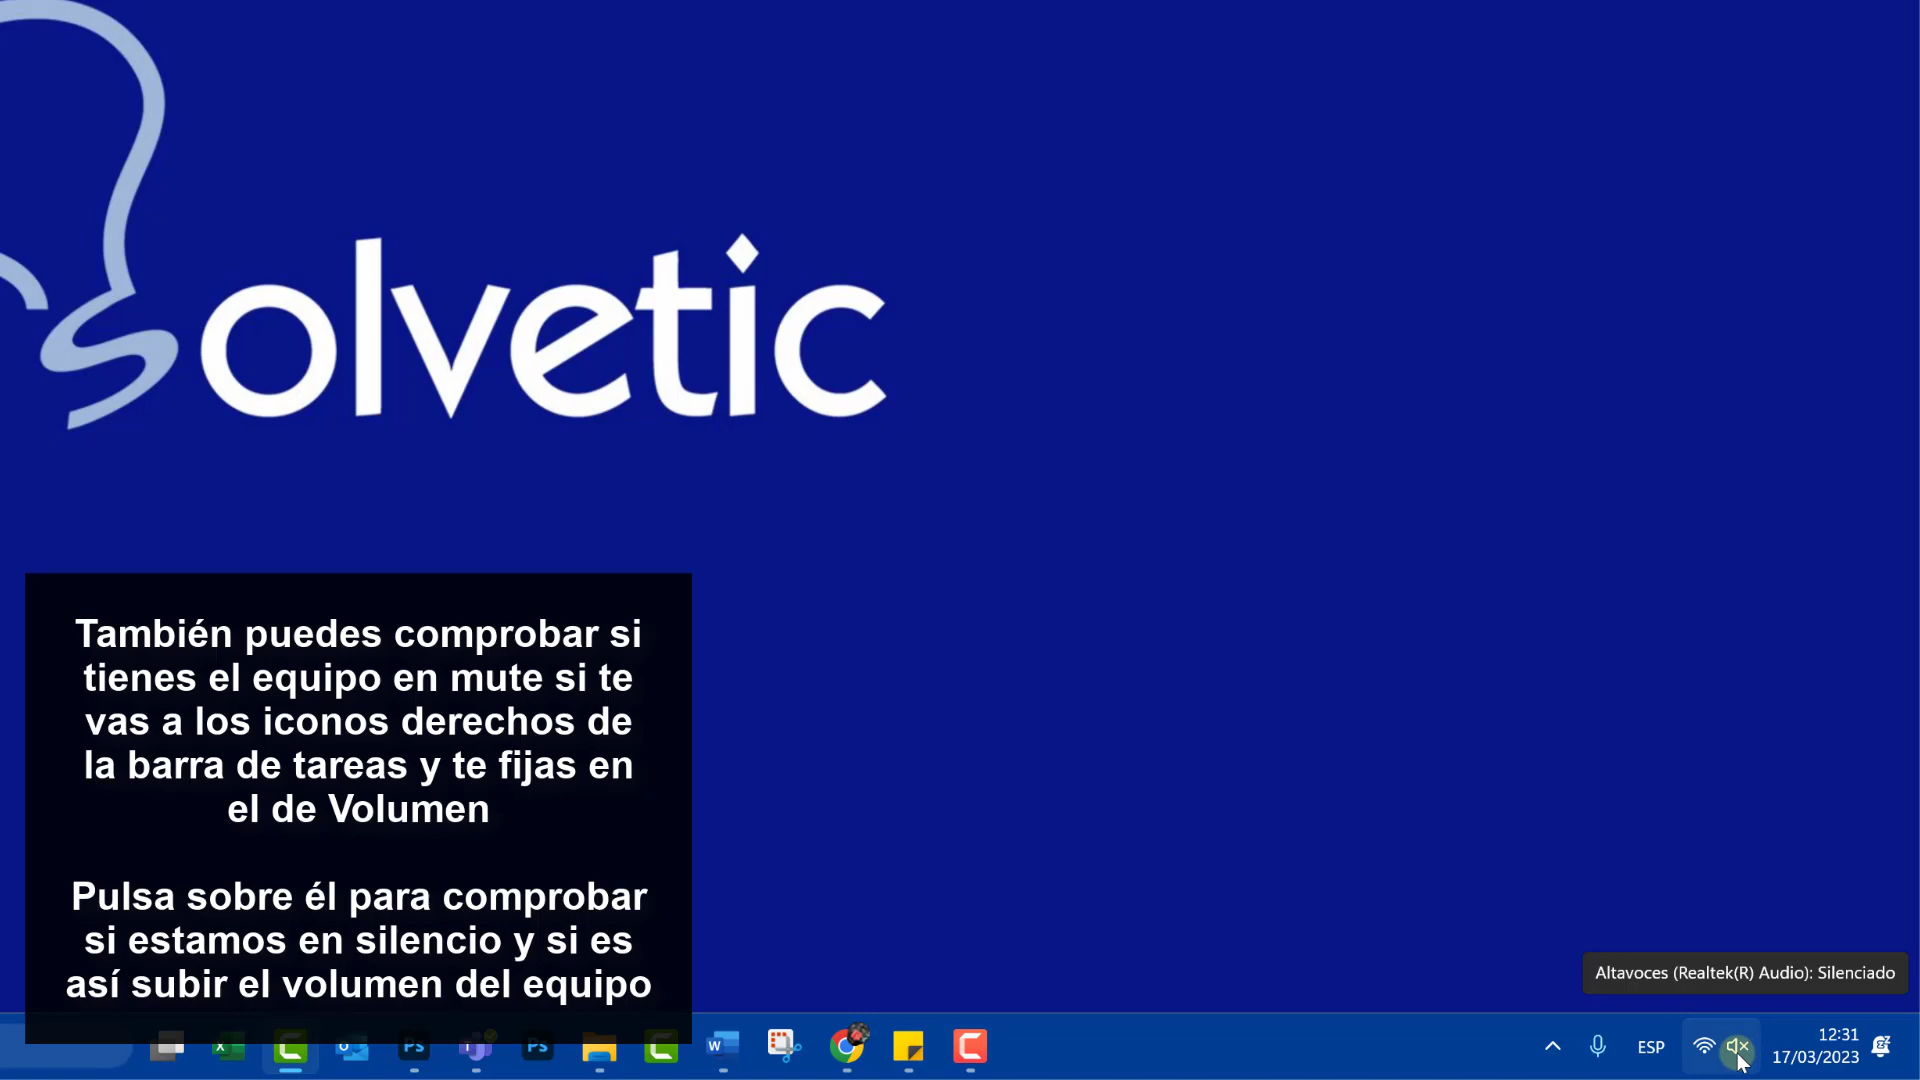 Solvetic
También puedes comprobar si
tienes el equipo en mute si te
vas a los iconos derechos de
la barra de tareas y te fijas en
el de Volumen
Pulsa sobre él para comprobar
si estamos en silencio y si es
así subir el volumen del equipo
Altavoces (Realtek(R) Audio): Silenciado
Ps
Ps
W
ESP
12:31
17/03/2023